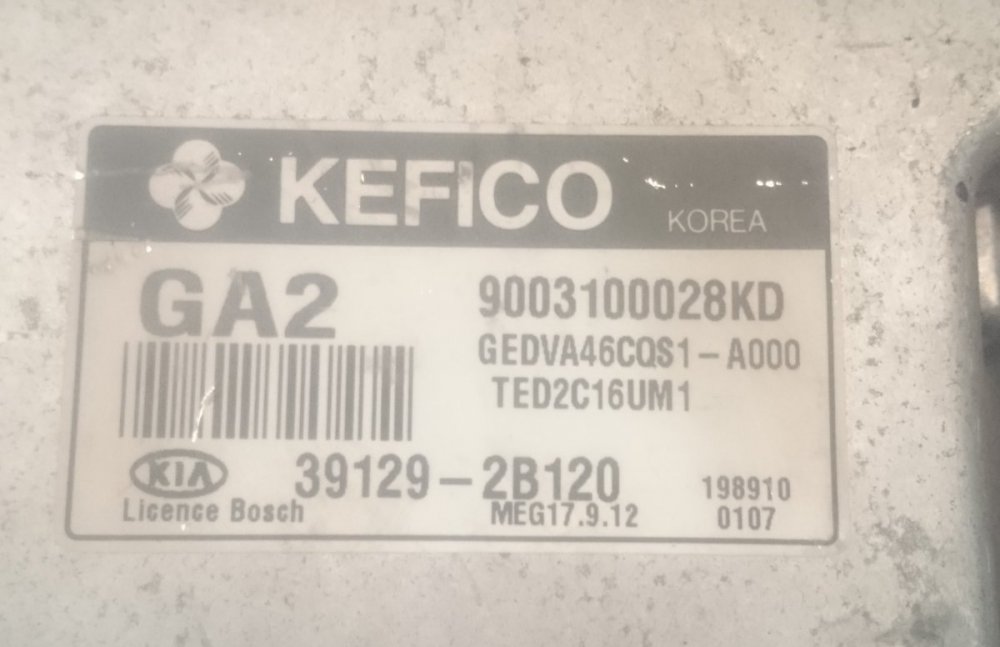 KEFICO KOREA
GA2
9003100028KD
GEDVA46CQS1-A000
TED2C16UM1
KIA 39129-2B120 198910
Licence Bosch MEG17.9.12 0107